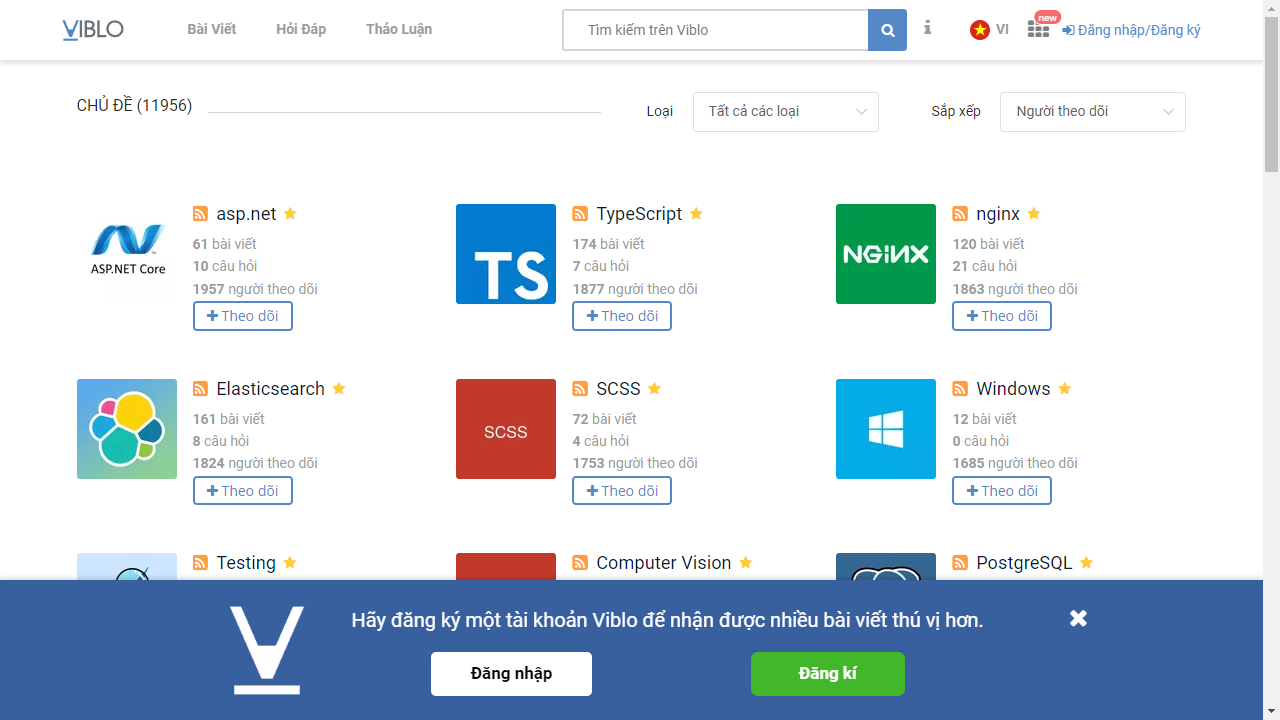 VIBLO
Bài Viết
Hỏi Đáp
Thảo Luận
Tìm kiếm trên Viblo
VI
new
Đăng nhập/Đăng ký
CHỦ ĐỀ (11956)
Loại
Tất cả các loại
Sắp xếp
Người theo dõi
ASP.NET Core
asp.net
61 bài viết
10 câu hỏi
1957 người theo dõi
Theo dõi
TS
TypeScript
174 bài viết
7 câu hỏi
1877 người theo dõi
Theo dõi
NGINX
nginx
120 bài viết
21 câu hỏi
1863 người theo dõi
Theo dõi
Elasticsearch
161 bài viết
8 câu hỏi
1824 người theo dõi
Theo dõi
SCSS
SCSS
72 bài viết
4 câu hỏi
1753 người theo dõi
Theo dõi
Windows
12 bài viết
0 câu hỏi
1685 người theo dõi
Theo dõi
Testing
Computer Vision
PostgreSQL
Hãy đăng ký một tài khoản Viblo để nhận được nhiều bài viết thú vị hơn.
Đăng nhập
Đăng kí